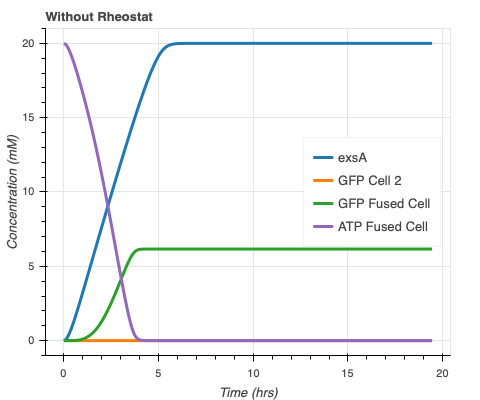 Without Rheostat
Concentration (mM)
20
15
10
5
0
exsA
GFP Cell 2
GFP Fused Cell
ATP Fused Cell
0 5 10 15 20
Time (hrs)